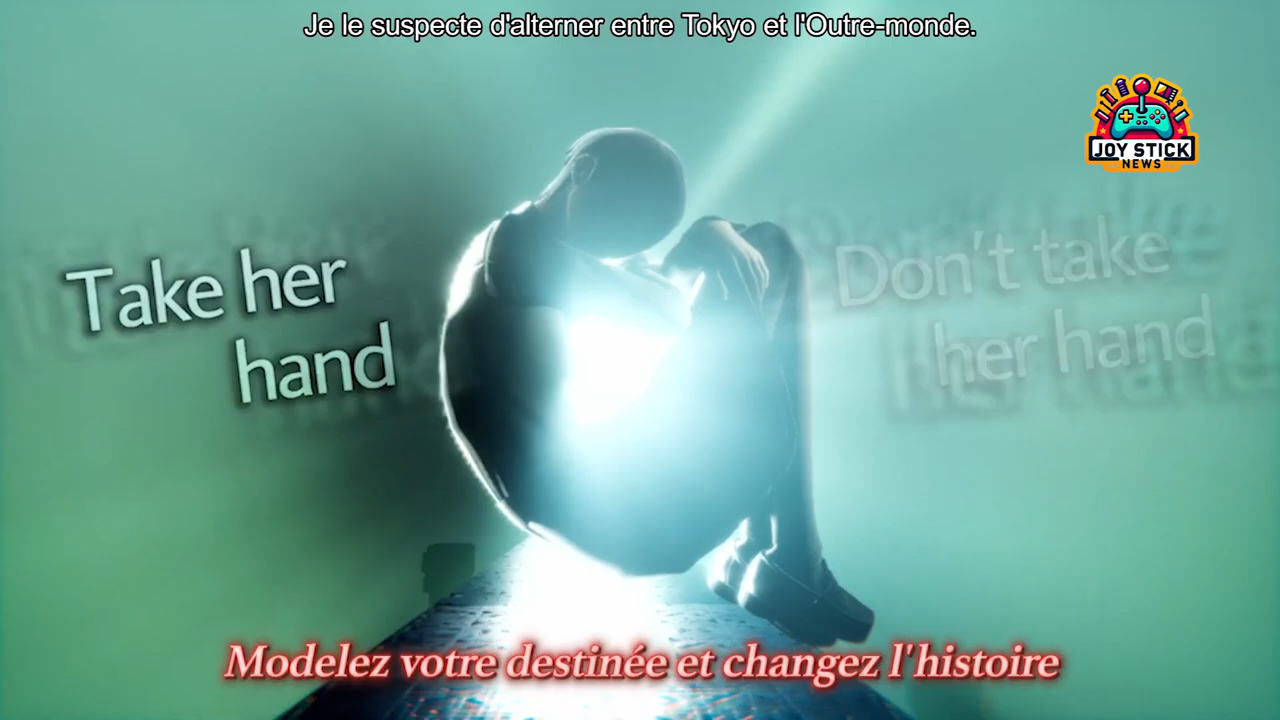 Je le suspecte d'alterner entre Tokyo et l'Outre-monde.
JOY STICK
NEWS
Take her
hand
Don't take
her hand
Modelez votre destinée et changez l'histoire